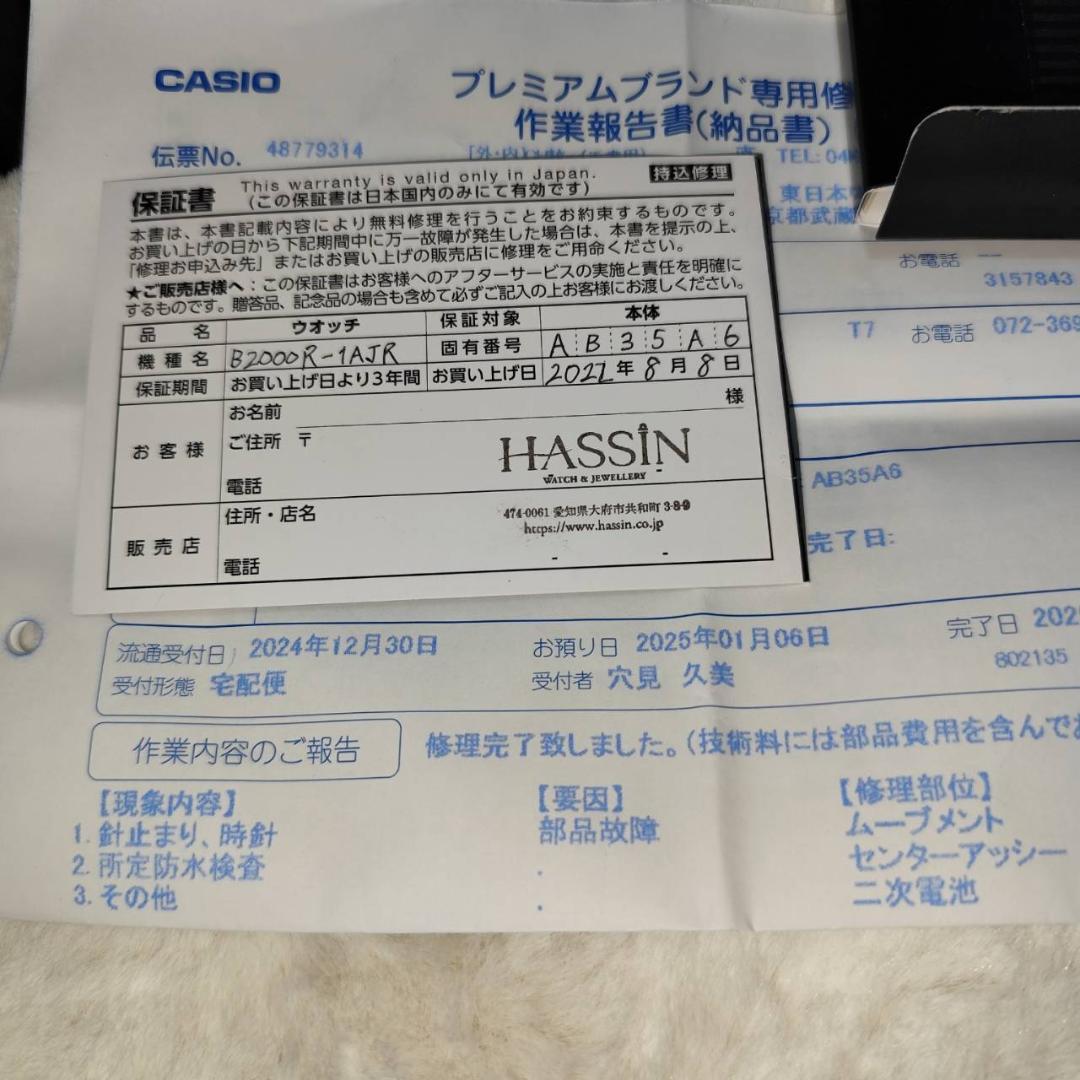 CASIO
プレミアムブランド専用修
作業報告書(納品書)
伝票No. 48779314
TEL:04
東日本
京都武蔵
お電話 --
3157843
T7 お電話 072-369
AB35A6
完了日:
保証書
This warranty is valid only in Japan.
(この保証書は日本国内のみにて有効です)
持込修理
本書は、本書記載内容により無料修理を行うことをお約束するものです。
お買い上げの日から下記期間中に万一故障が発生した場合は、本書を提示の上、
「修理お申込み先」またはお買い上げの販売店に修理をご用命ください。
★ご販売店様へ:この保証書はお客様へのアフターサービスの実施と責任を明確に
するものです。贈答品、記念品の場合も含めて必ずご記入の上お客様にお渡しください。
品名 ウオッチ 保証対象 本体
機種名 B2000R-1AJR 固有番号 AB35A6
保証期間 お買い上げ日より3年間 お買い上げ日 2022年8月8日
お客様
お名前 様
ご住所 〒
電話
HASSIN
WATCH & JEWELLERY
販売店
住所・店名
474-0061 愛知県大府市共和町 3-8-9
https://www.hassin.co.jp
電話 - -
流通受付日 2024年12月30日 お預り日 2025年01月06日 完了日 202
802135
受付形態 宅配便 受付者 穴見 久美
作業内容のご報告 修理完了致しました。(技術料には部品費用を含んで
【現象内容】 【要因】 【修理部位】
1. 針止まり、時針 部品故障 ムーブメント
2. 所定防水検査 . センターアッシー
3. その他 . 二次電池